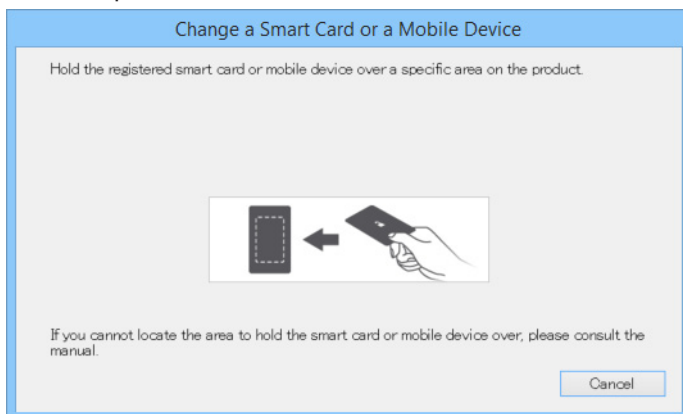 Change a Smart Card or a Mobile Device
Hold the registered smart card or mobile device over a specific area on the product.
If you cannot locate the area to hold the smart card or mobile device over, please consult the
manual.
Cancel